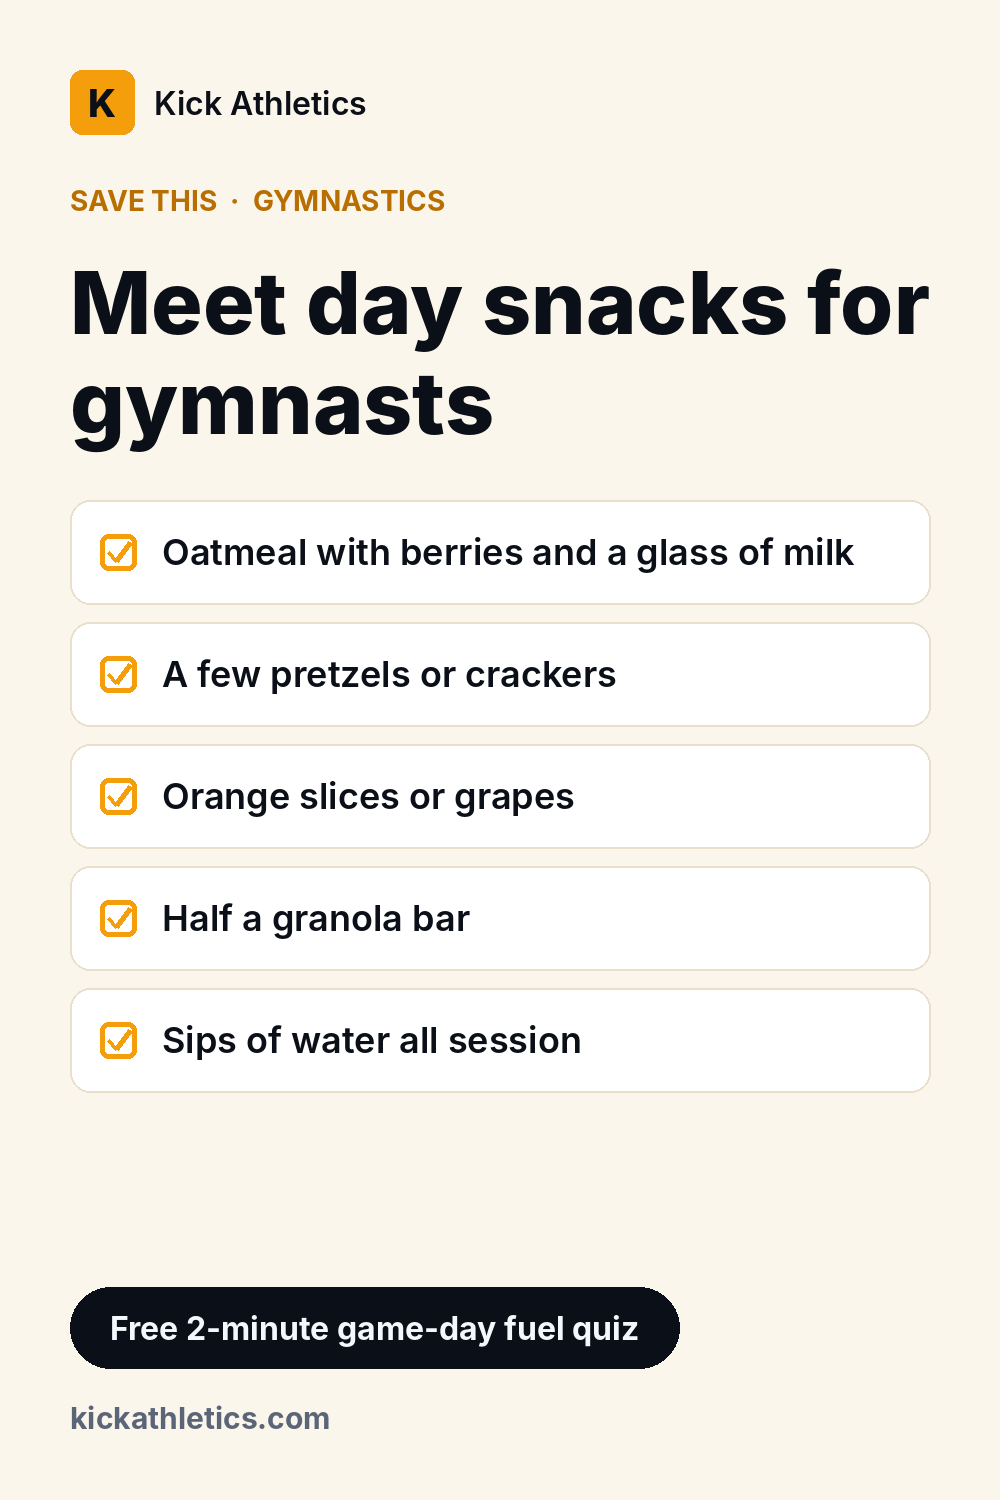 K
Kick Athletics
SAVE THIS · GYMNASTICS
Meet day snacks for
gymnasts
Oatmeal with berries and a glass of milk
A few pretzels or crackers
Orange slices or grapes
Half a granola bar
Sips of water all session
Free 2-minute game-day fuel quiz
kickathletics.com